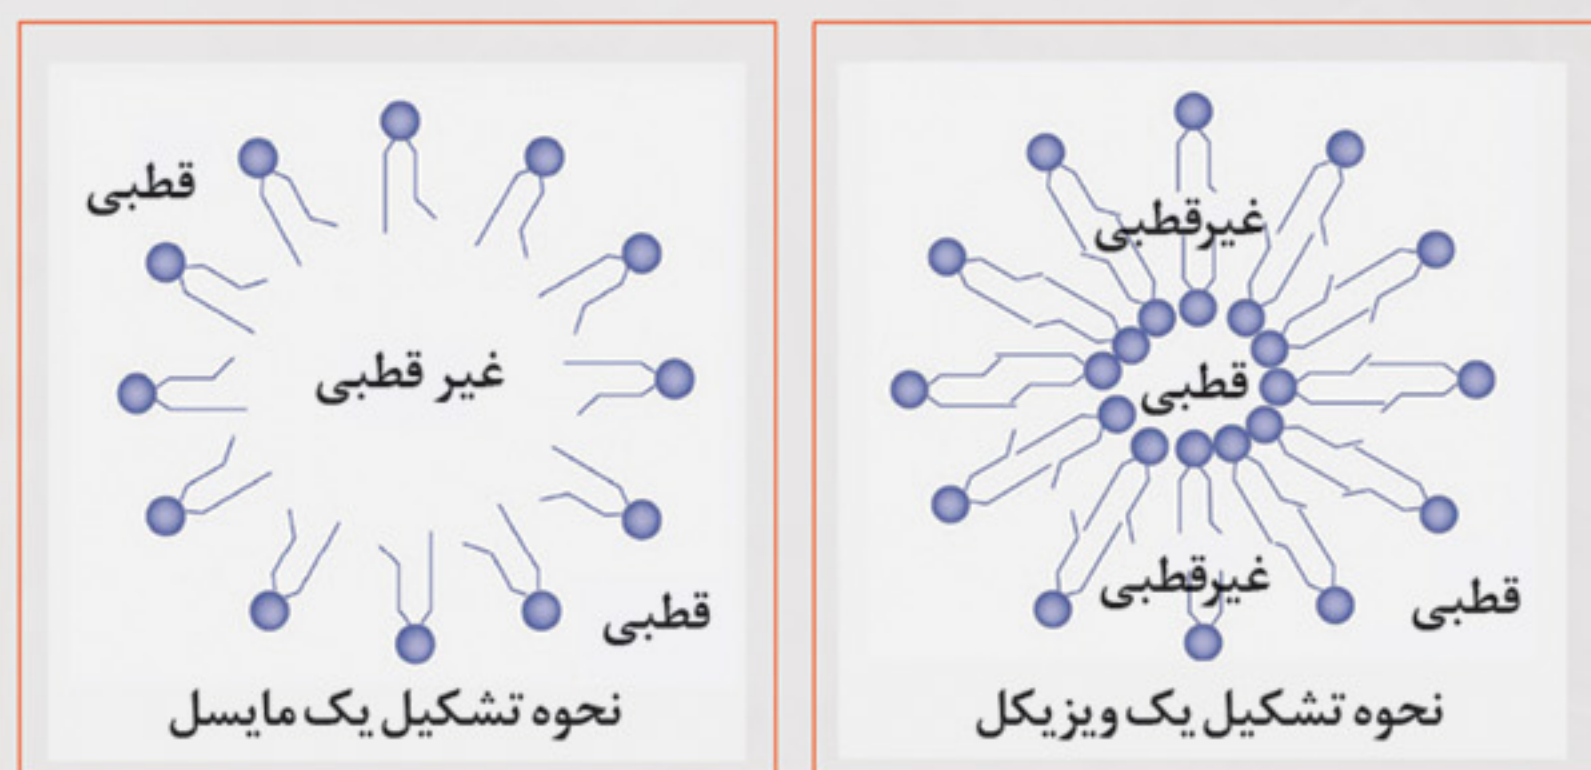 قطبی
غیر قطبی
قطبی
نحوه تشکیل یک مایسل
غیرقطبی
قطبی
غیرقطبی
قطبی
نحوه تشکیل یک ویزیکل